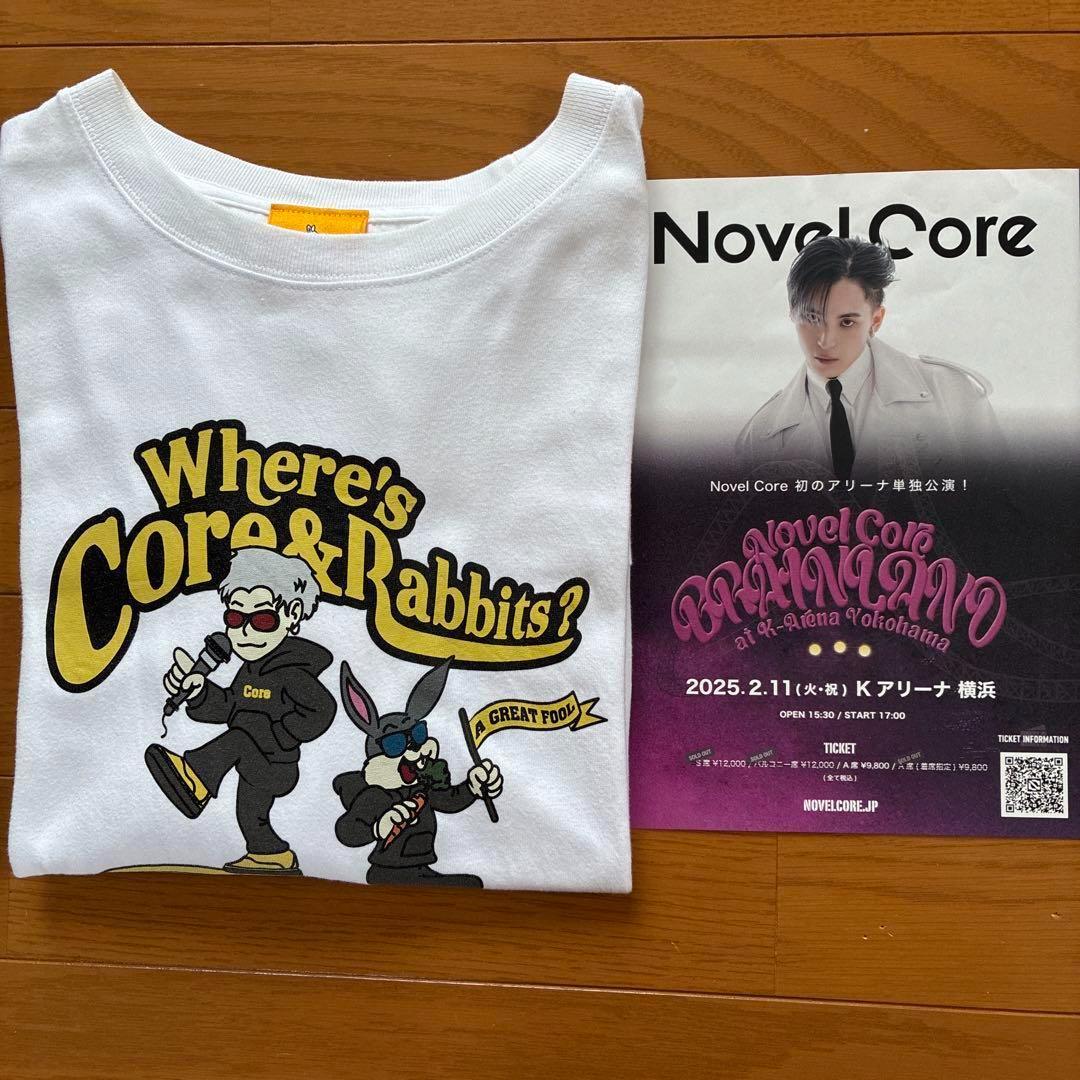 Where's
Core & Rabbits?
Core
A GREAT FOOL
Novel Core
Novel Core 初のアリーナ単独公演！
Novel Core
BRAIN LAND
at K-Arena Yokohama
2025. 2.11 (火・祝) K アリーナ 横浜
OPEN 15:30 / START 17:00
TICKET INFORMATION
TICKET
SOLD OUT SOLD OUT SOLD OUT
S席 ¥12,000 / バルコニー席 ¥12,000 / A席 ¥9,800 / A席 (着席指定) ¥9,800
(全て税込)
NOVELCORE.JP